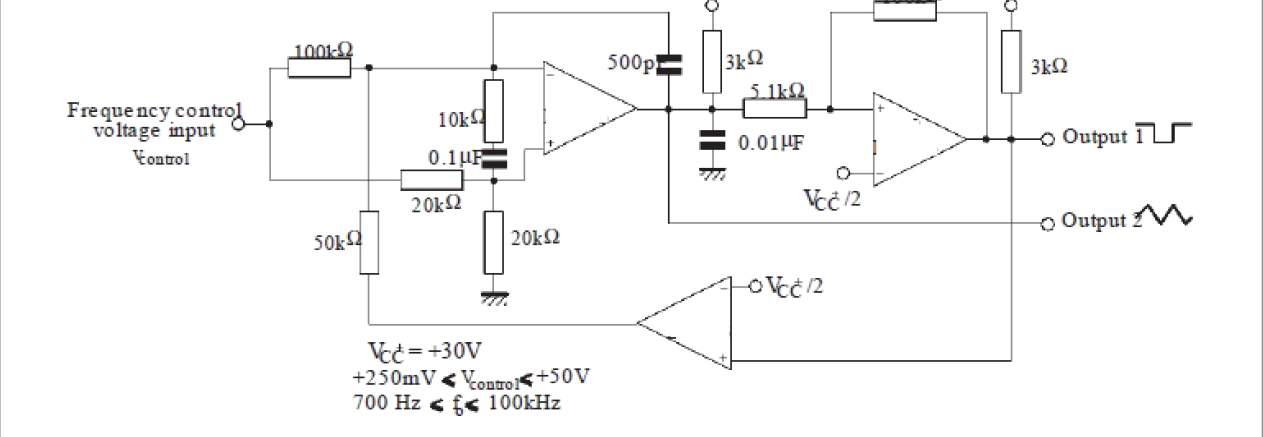 100kΩ
500p
3kΩ
3kΩ
5.1kΩ
Frequency control
voltage input
Vcontrol
10kΩ
0.1µF
0.01µF
Output 1
VCC+/2
20kΩ
Output 2
50kΩ
20kΩ
VCC+/2
VCC+ = +30V
+250mV < Vcontrol < +50V
700 Hz < fo < 100kHz